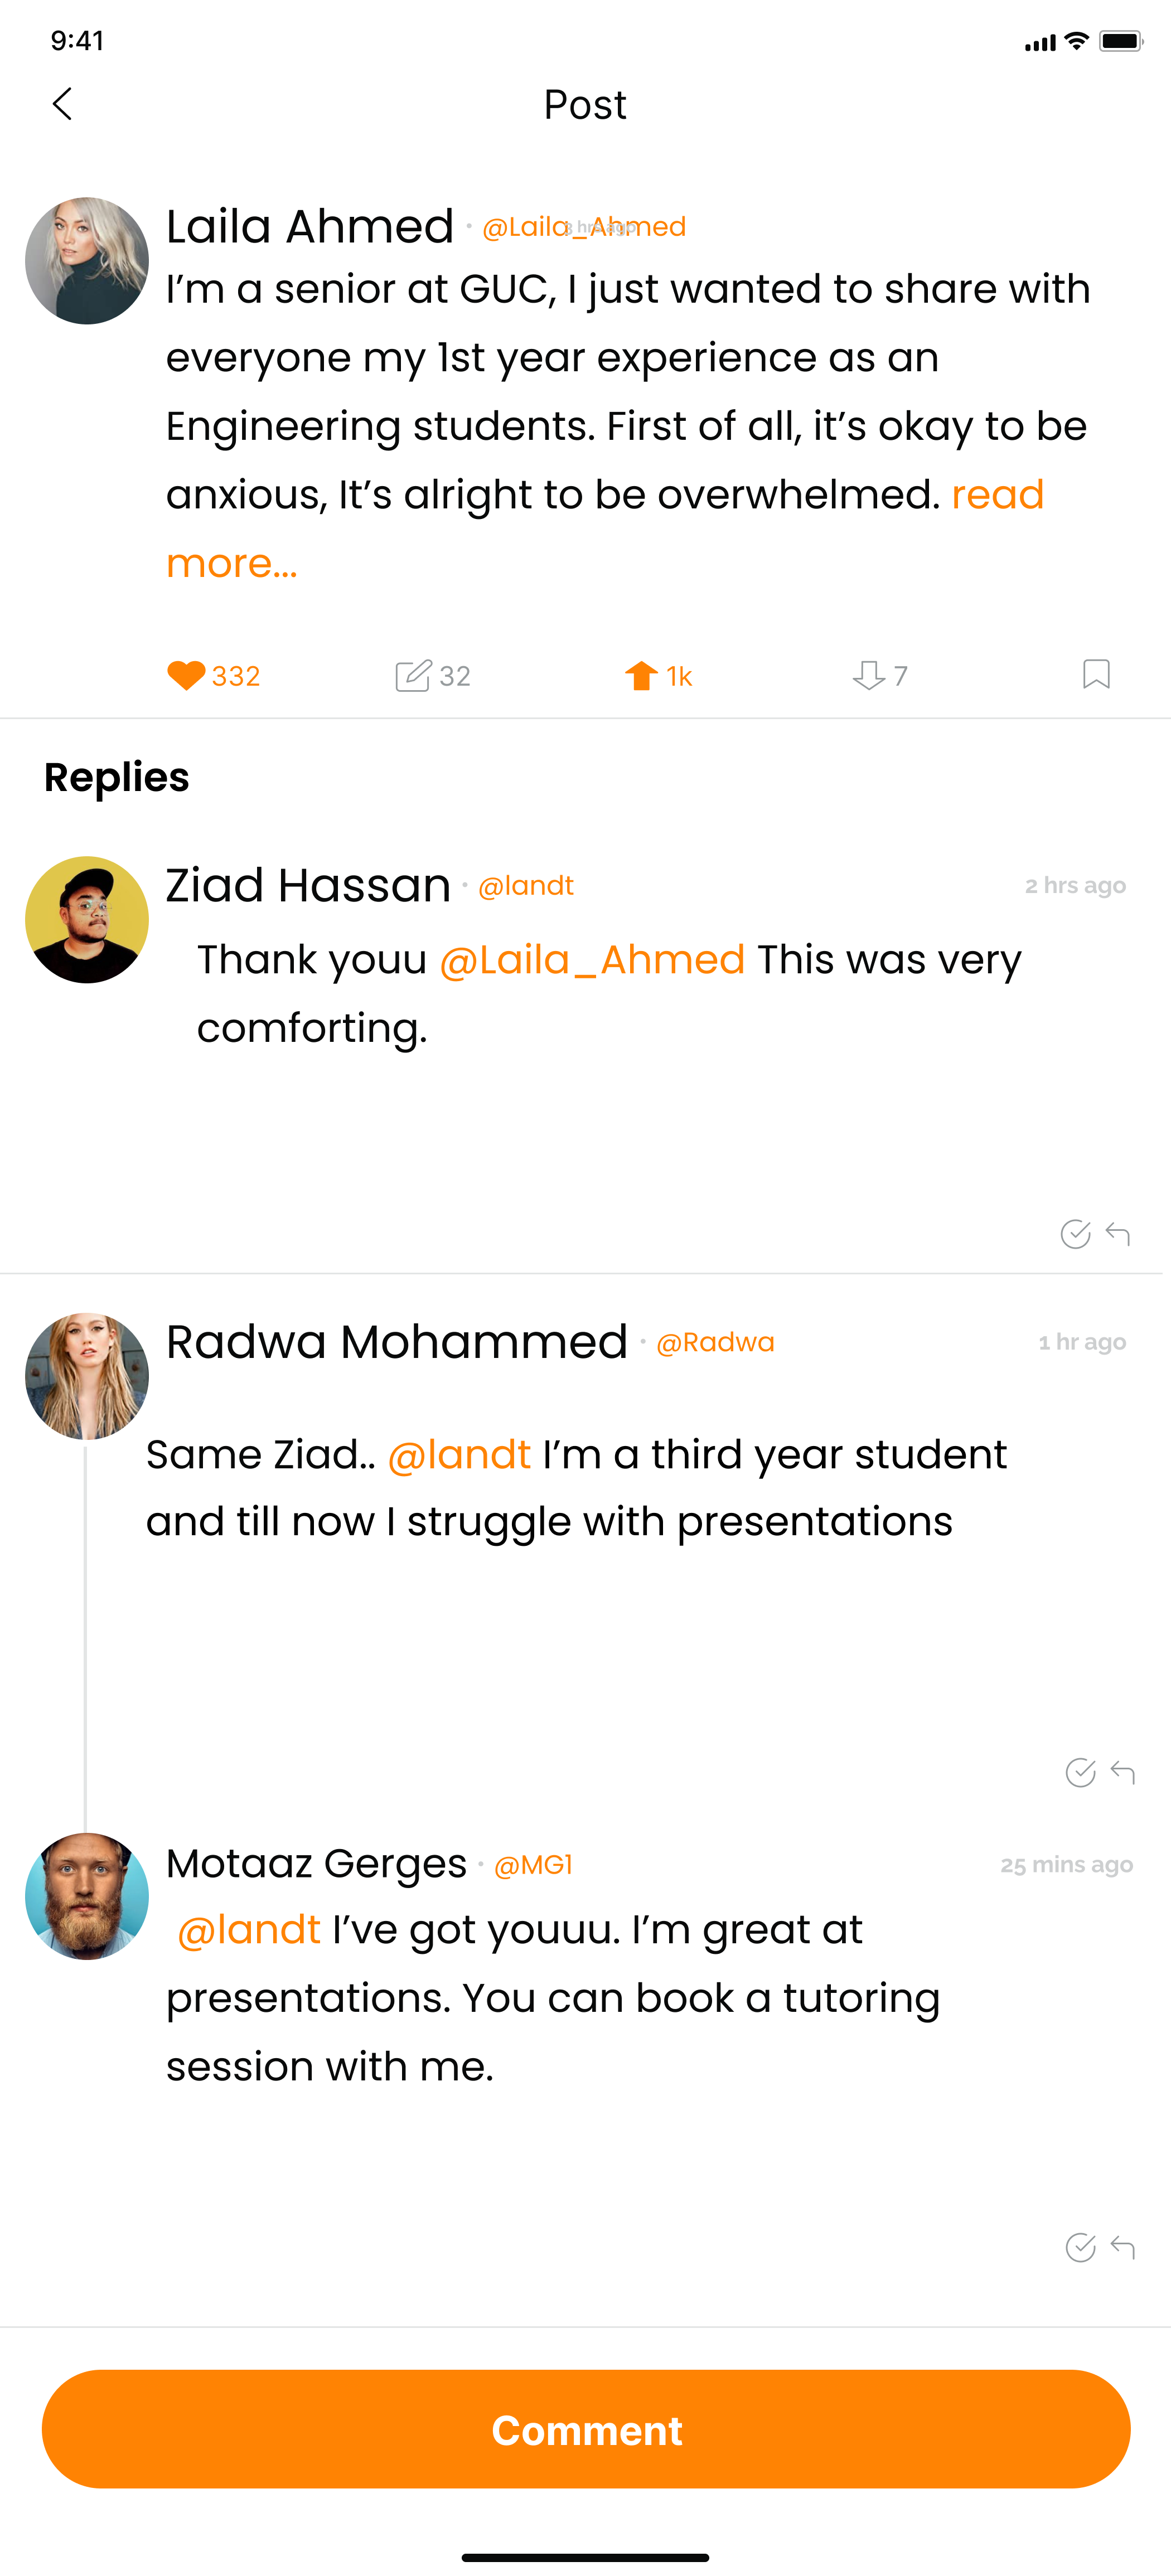 9:41
Post
Laila Ahmed · @Laila_Ahmed 3 hrs ago
I’m a senior at GUC, I just wanted to share with
everyone my 1st year experience as an
Engineering students. First of all, it’s okay to be
anxious, It’s alright to be overwhelmed. read
more...
332 32 1k 7
Replies
Ziad Hassan · @landt 2 hrs ago
Thank youu @Laila_Ahmed This was very
comforting.
Radwa Mohammed · @Radwa 1 hr ago
Same Ziad.. @landt I’m a third year student
and till now I struggle with presentations
Motaaz Gerges · @MG1 25 mins ago
@landt I’ve got youuu. I’m great at
presentations. You can book a tutoring
session with me.
Comment